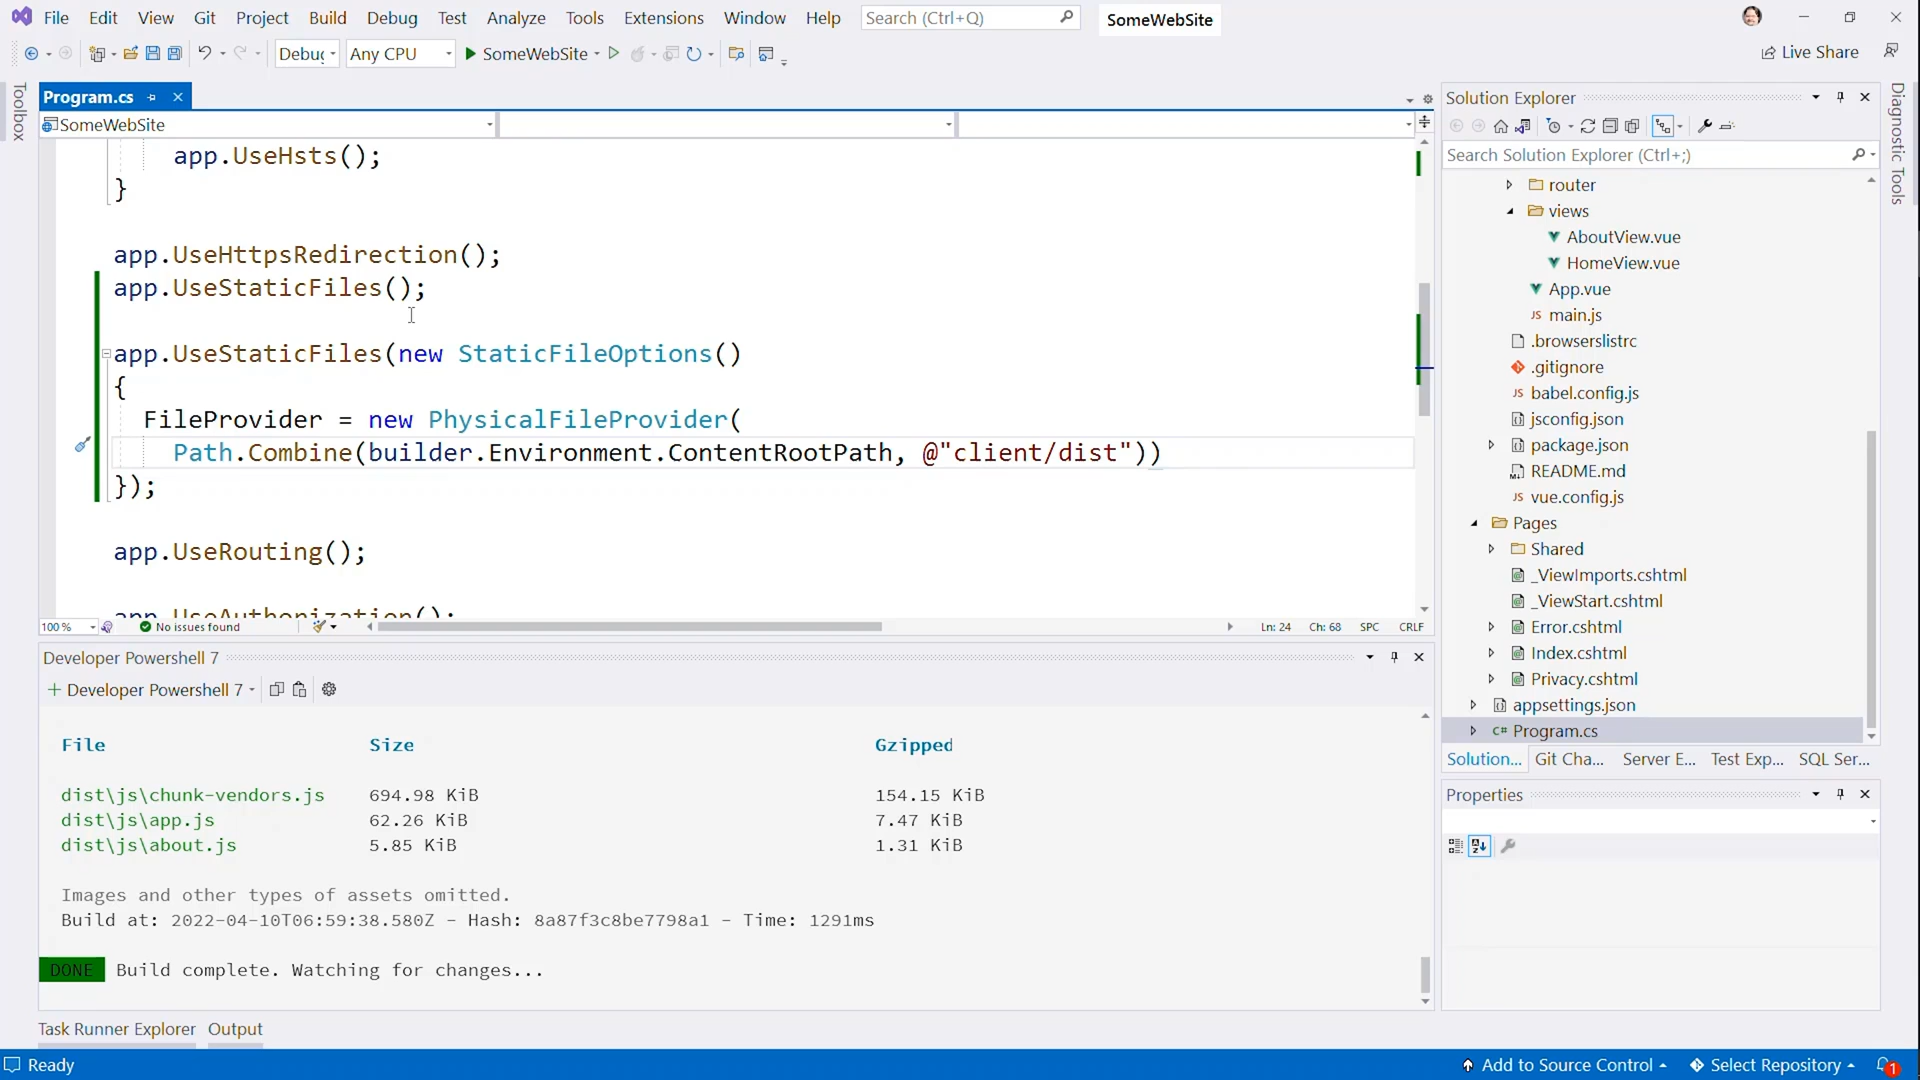 File Edit View Git Project Build Debug Test Analyze Tools Extensions Window Help Search (Ctrl+Q) SomeWebSite
Debug Any CPU SomeWebSite Live Share
Toolbox
Program.cs
SomeWebSite
app.UseHsts();
}
app.UseHttpsRedirection();
app.UseStaticFiles();
app.UseStaticFiles(new StaticFileOptions()
{
FileProvider = new PhysicalFileProvider(
Path.Combine(builder.Environment.ContentRootPath, @"client/dist"))
});
app.UseRouting();
app.UseAuthorization();
100 % No issues found Ln: 24 Ch: 68 SPC CRLF
Developer Powershell 7
+ Developer Powershell 7
File Size Gzipped
dist\js\chunk-vendors.js 694.98 KiB 154.15 KiB
dist\js\app.js 62.26 KiB 7.47 KiB
dist\js\about.js 5.85 KiB 1.31 KiB
Images and other types of assets omitted.
Build at: 2022-04-10T06:59:38.580Z - Hash: 8a87f3c8be7798a1 - Time: 1291ms
DONE Build complete. Watching for changes...
Task Runner Explorer Output
Solution Explorer
Search Solution Explorer (Ctrl+;)
router
views
AboutView.vue
HomeView.vue
App.vue
JS main.js
.browserslistrc
.gitignore
JS babel.config.js
jsconfig.json
package.json
README.md
JS vue.config.js
Pages
Shared
_ViewImports.cshtml
_ViewStart.cshtml
Error.cshtml
Index.cshtml
Privacy.cshtml
appsettings.json
C# Program.cs
Solution... Git Cha... Server E... Test Exp... SQL Ser...
Properties
Diagnostic Tools
Ready Add to Source Control Select Repository 1